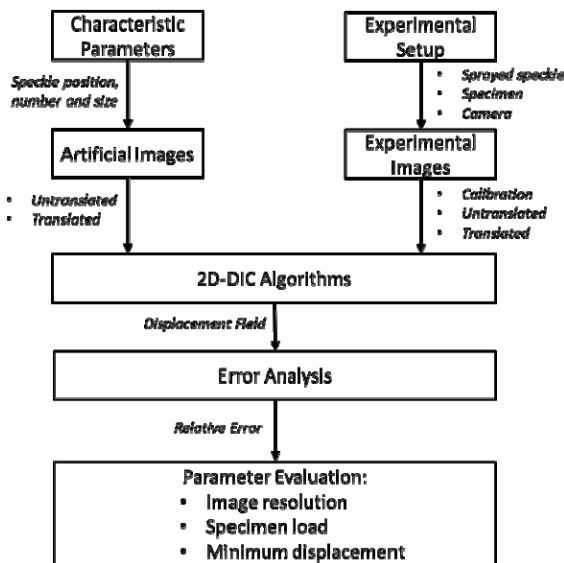 Characteristic
Parameters
Experimental
Setup
Speckle position,
number and size
• Sprayed speckle
• Specimen
• Camera
Artificial Images
Experimental
Images
• Untranslated
• Translated
• Calibration
• Untranslated
• Translated
2D-DIC Algorithms
Displacement Field
Error Analysis
Relative Error
Parameter Evaluation:
• Image resolution
• Specimen load
• Minimum displacement